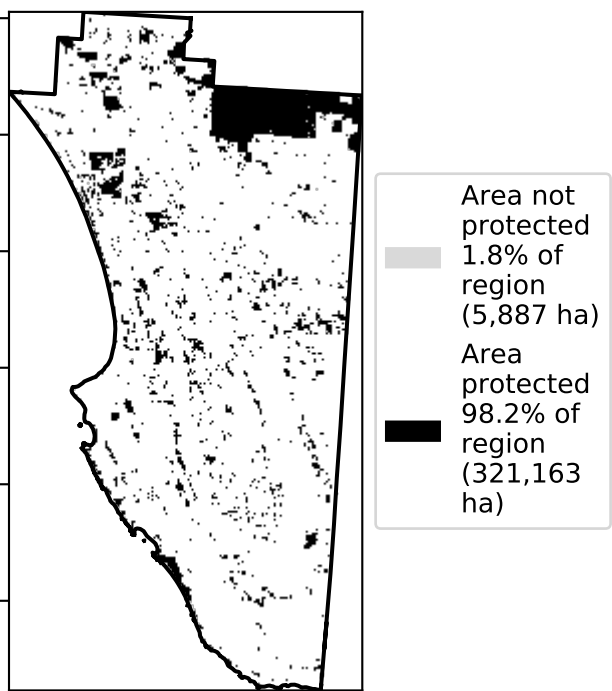 Area not
protected
1.8% of
region
(5,887 ha)
Area
protected
98.2% of
region
(321,163
ha)